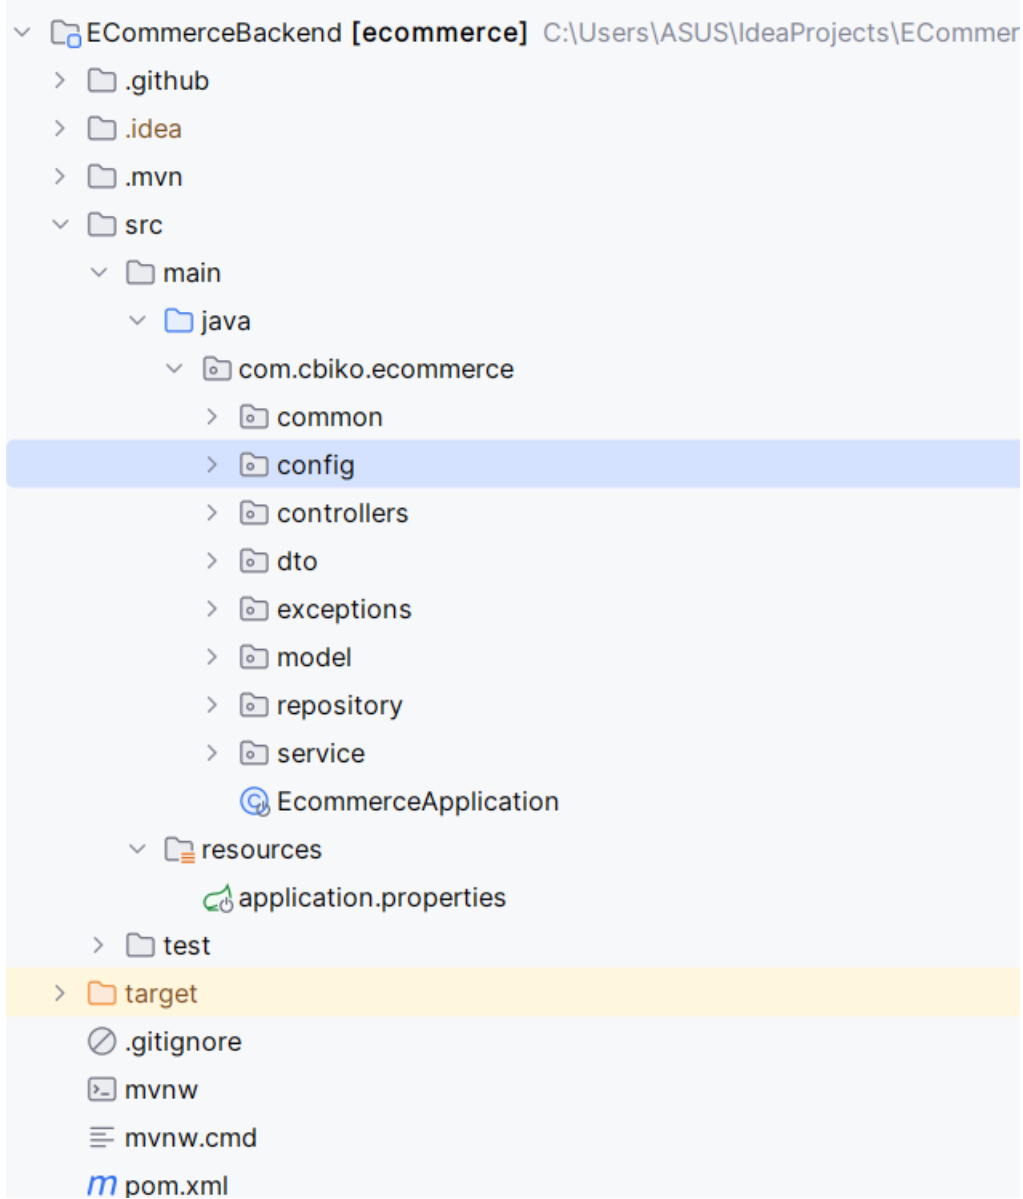 ECommerceBackend [ecommerce] C:\Users\ASUS\IdeaProjects\ECommer
.github
.idea
.mvn
src
main
java
com.cbiko.ecommerce
common
config
controllers
dto
exceptions
model
repository
service
EcommerceApplication
resources
application.properties
test
target
.gitignore
mvnw
mvnw.cmd
pom.xml